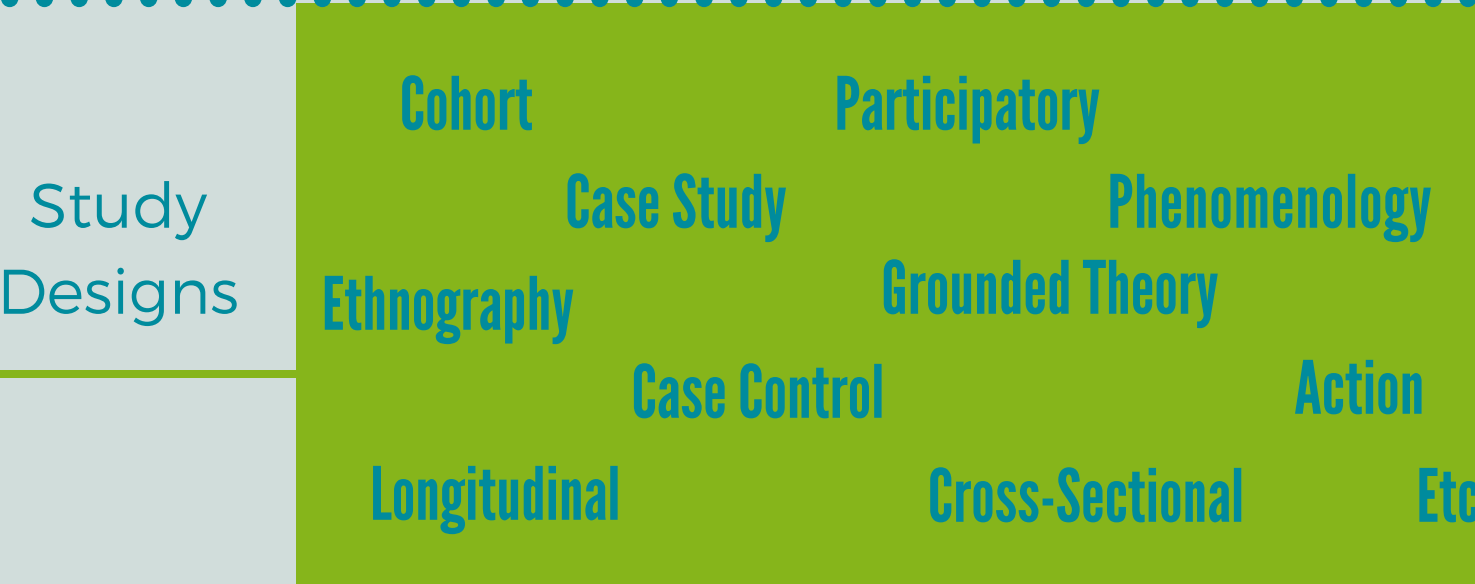 Study
Designs
Cohort
Participatory
Case Study
Phenomenology
Ethnography
Grounded Theory
Case Control
Action
Longitudinal
Cross-Sectional
Etc